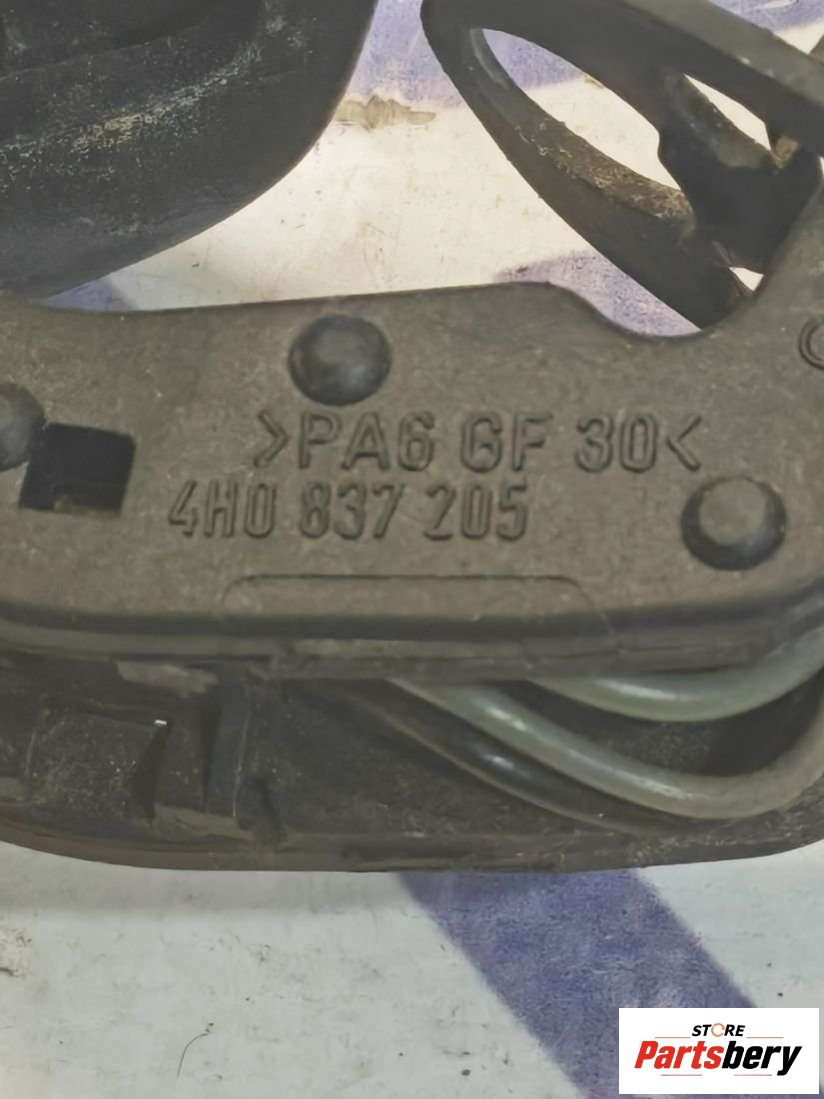 >PA6 GF 30<
4H0 837 205
STORE
Partsbery